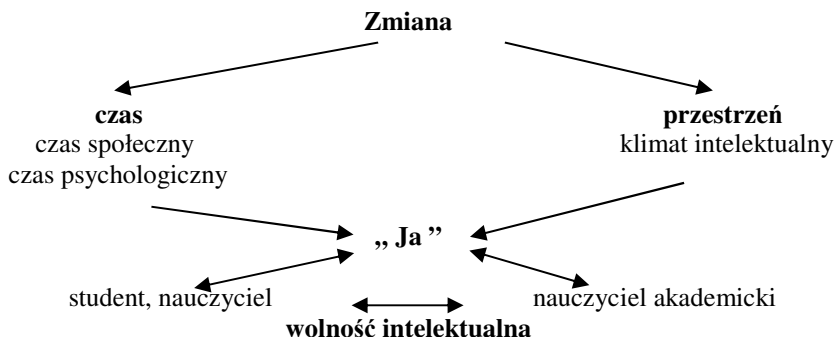 Zmiana
czas
czas społeczny
czas psychologiczny
przestrzeń
klimat intelektualny
„ Ja ”
student, nauczyciel
nauczyciel akademicki
wolność intelektualna